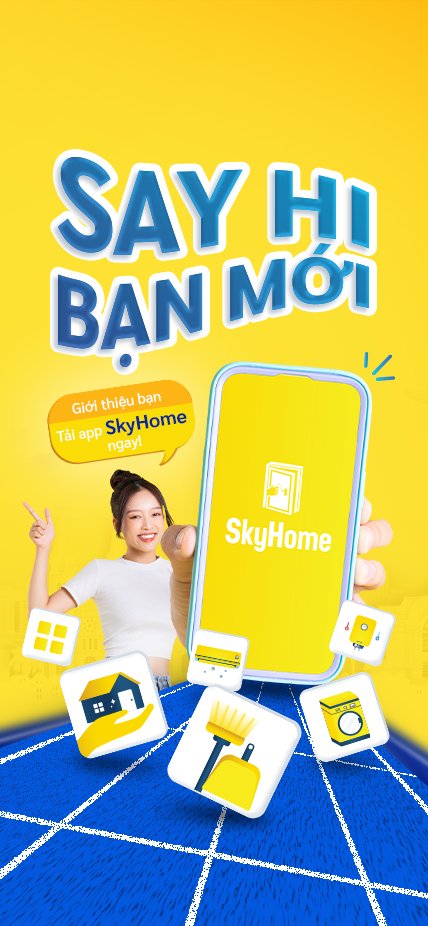 SAY HI
BẠN MỚI
Giới thiệu bạn
Tải app SkyHome
ngay!
SkyHome